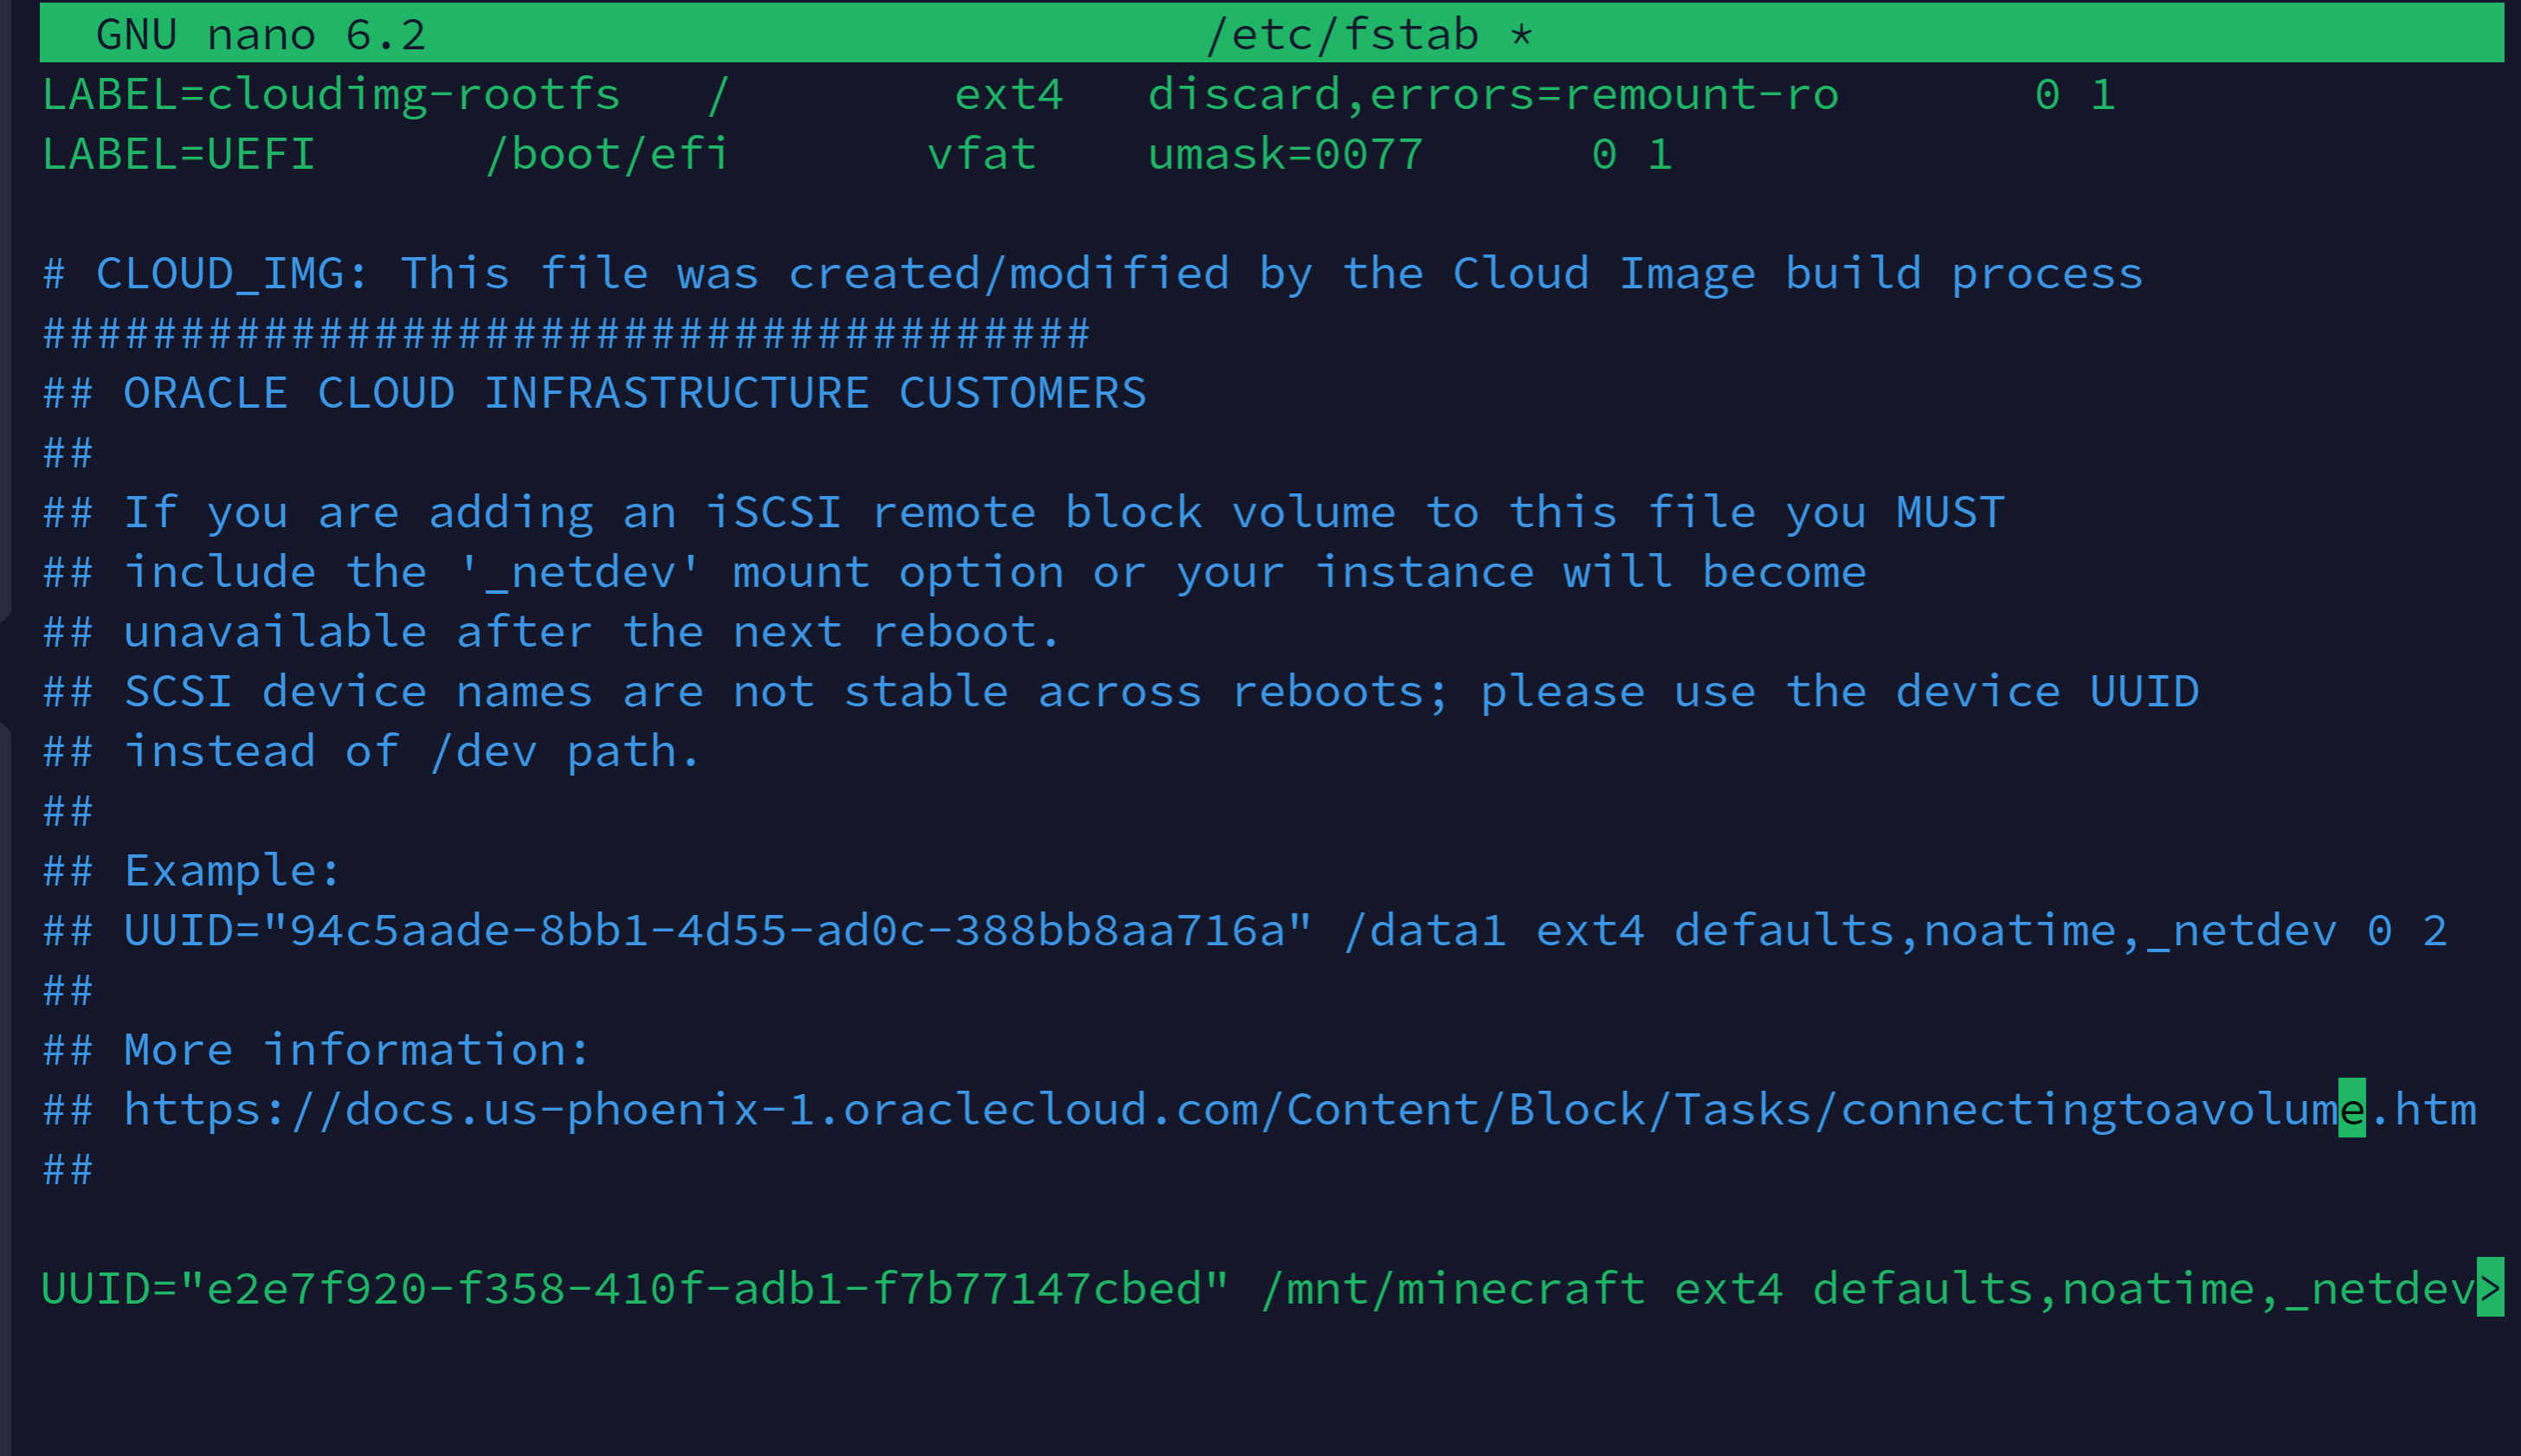 GNU nano 6.2 /etc/fstab *
LABEL=cloudimg-rootfs / ext4 discard,errors=remount-ro 0 1
LABEL=UEFI /boot/efi vfat umask=0077 0 1
# CLOUD_IMG: This file was created/modified by the Cloud Image build process
######################################
## ORACLE CLOUD INFRASTRUCTURE CUSTOMERS
##
## If you are adding an iSCSI remote block volume to this file you MUST
## include the '_netdev' mount option or your instance will become
## unavailable after the next reboot.
## SCSI device names are not stable across reboots; please use the device UUID
## instead of /dev path.
##
## Example:
## UUID="94c5aade-8bb1-4d55-ad0c-388bb8aa716a" /data1 ext4 defaults,noatime,_netdev 0 2
##
## More information:
## https://docs.us-phoenix-1.oraclecloud.com/Content/Block/Tasks/connectingtoavolume.htm
##
UUID="e2e7f920-f358-410f-adb1-f7b77147cbed" /mnt/minecraft ext4 defaults,noatime,_netdev>